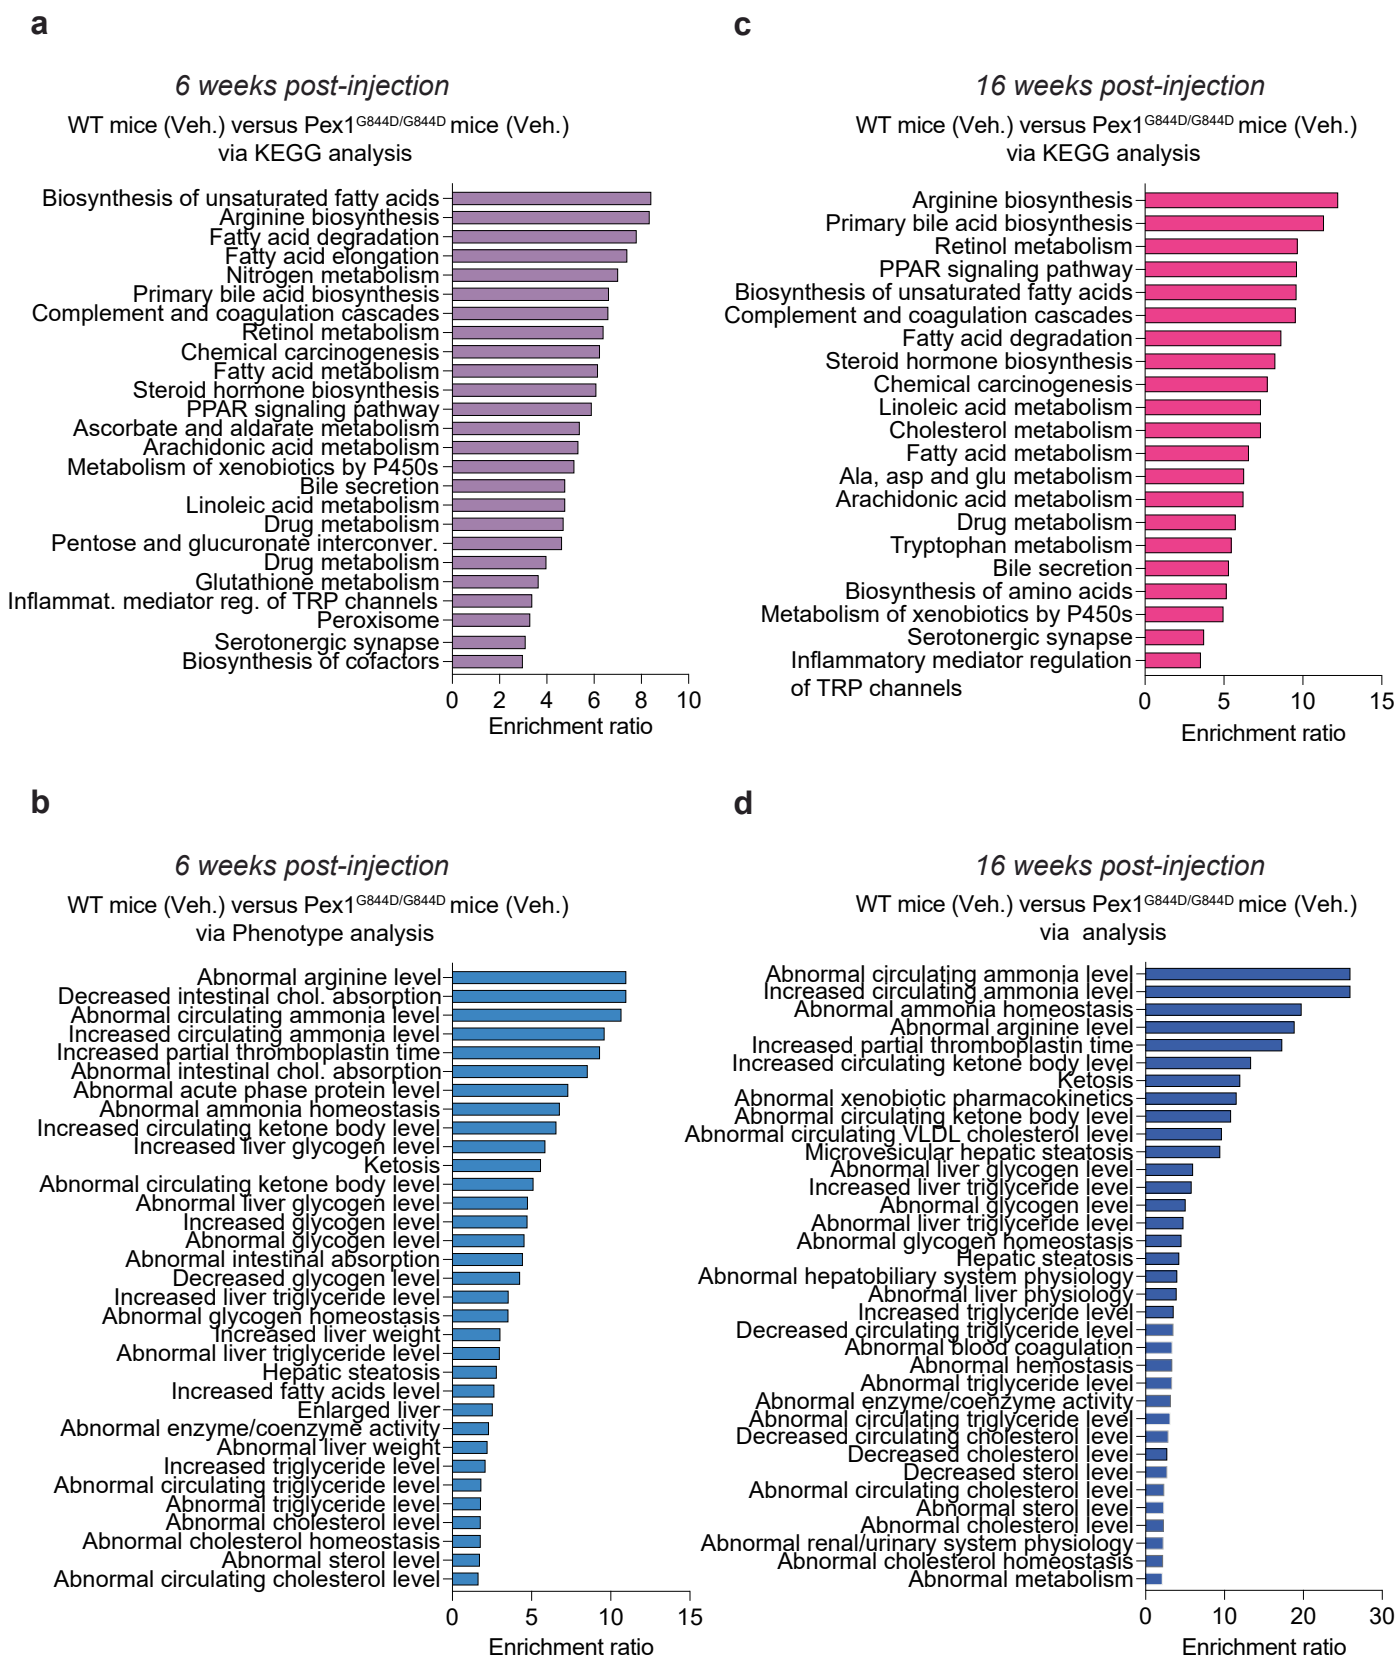 a
6 weeks post-injection
WT mice (Veh.) versus Pex1G844D/G844D mice (Veh.)
via KEGG analysis
Biosynthesis of unsaturated fatty acids
Arginine biosynthesis
Fatty acid degradation
Fatty acid elongation
Nitrogen metabolism
Primary bile acid biosynthesis
Complement and coagulation cascades
Retinol metabolism
Chemical carcinogenesis
Fatty acid metabolism
Steroid hormone biosynthesis
PPAR signaling pathway
Ascorbate and aldarate metabolism
Arachidonic acid metabolism
Metabolism of xenobiotics by P450s
Bile secretion
Linoleic acid metabolism
Drug metabolism
Pentose and glucuronate interconver.
Drug metabolism
Glutathione metabolism
Inflammat. mediator reg. of TRP channels
Peroxisome
Serotonergic synapse
Biosynthesis of cofactors
0 2 4 6 8 10
Enrichment ratio
c
16 weeks post-injection
WT mice (Veh.) versus Pex1G844D/G844D mice (Veh.)
via KEGG analysis
Arginine biosynthesis
Primary bile acid biosynthesis
Retinol metabolism
PPAR signaling pathway
Biosynthesis of unsaturated fatty acids
Complement and coagulation cascades
Fatty acid degradation
Steroid hormone biosynthesis
Chemical carcinogenesis
Linoleic acid metabolism
Cholesterol metabolism
Fatty acid metabolism
Ala, asp and glu metabolism
Arachidonic acid metabolism
Drug metabolism
Tryptophan metabolism
Bile secretion
Biosynthesis of amino acids
Metabolism of xenobiotics by P450s
Serotonergic synapse
Inflammatory mediator regulation
of TRP channels
0 5 10 15
Enrichment ratio
b
6 weeks post-injection
WT mice (Veh.) versus Pex1G844D/G844D mice (Veh.)
via Phenotype analysis
Abnormal arginine level
Decreased intestinal chol. absorption
Abnormal circulating ammonia level
Increased circulating ammonia level
Increased partial thromboplastin time
Abnormal intestinal chol. absorption
Abnormal acute phase protein level
Abnormal ammonia homeostasis
Increased circulating ketone body level
Increased liver glycogen level
Ketosis
Abnormal circulating ketone body level
Abnormal liver glycogen level
Increased glycogen level
Abnormal glycogen level
Abnormal intestinal absorption
Decreased glycogen level
Increased liver triglyceride level
Abnormal glycogen homeostasis
Increased liver weight
Abnormal liver triglyceride level
Hepatic steatosis
Increased fatty acids level
Enlarged liver
Abnormal enzyme/coenzyme activity
Abnormal liver weight
Increased triglyceride level
Abnormal circulating triglyceride level
Abnormal triglyceride level
Abnormal cholesterol level
Abnormal cholesterol homeostasis
Abnormal sterol level
Abnormal circulating cholesterol level
0 5 10 15
Enrichment ratio
d
16 weeks post-injection
WT mice (Veh.) versus Pex1G844D/G844D mice (Veh.)
via analysis
Abnormal circulating ammonia level
Increased circulating ammonia level
Abnormal ammonia homeostasis
Abnormal arginine level
Increased partial thromboplastin time
Increased circulating ketone body level
Ketosis
Abnormal xenobiotic pharmacokinetics
Abnormal circulating ketone body level
Abnormal circulating VLDL cholesterol level
Microvesicular hepatic steatosis
Abnormal liver glycogen level
Increased liver triglyceride level
Abnormal glycogen level
Abnormal liver triglyceride level
Abnormal glycogen homeostasis
Hepatic steatosis
Abnormal hepatobiliary system physiology
Abnormal liver physiology
Increased triglyceride level
Decreased circulating triglyceride level
Abnormal blood coagulation
Abnormal hemostasis
Abnormal triglyceride level
Abnormal enzyme/coenzyme activity
Abnormal circulating triglyceride level
Decreased circulating cholesterol level
Decreased cholesterol level
Decreased sterol level
Abnormal circulating cholesterol level
Abnormal sterol level
Abnormal cholesterol level
Abnormal renal/urinary system physiology
Abnormal cholesterol homeostasis
Abnormal metabolism
0 10 20 30
Enrichment ratio